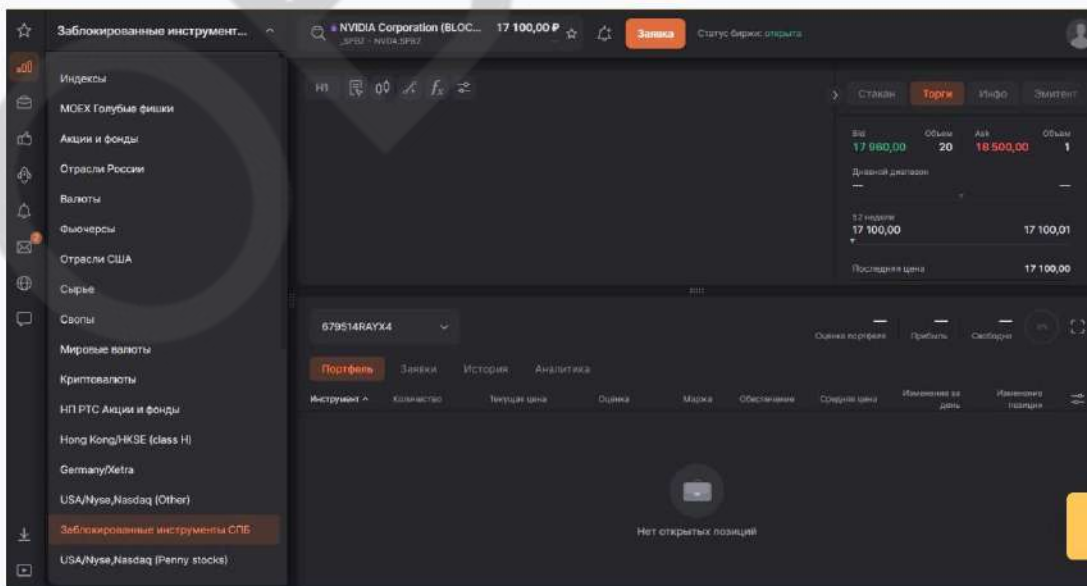 Заблокированные инструмент...
NVIDIA Corporation (BLOC... 17 100,00 ₽
_SPBZ - NVDA.SPBZ
Заявка
Статус биржи: открыта
Индексы
MOEX Голубые фишки
Акции и фонды
Отрасли России
Валюты
Фьючерсы
Отрасли США
Сырье
Свопы
Мировые валюты
Криптовалюты
НП РТС Акции и фонды
Hong Kong/HKSE (class H)
Germany/Xetra
USA/Nyse,Nasdaq (Other)
Заблокированные инструменты СПБ
USA/Nyse,Nasdaq (Penny stocks)
2
H1
Стакан Торги Инфо Эмитент
Bid Объем Ask Объем
17 960,00 20 18 500,00 1
Дневной диапазон
— —
52 недели
17 100,00 17 100,01
Последняя цена 17 100,00
679514RAYX4
— — —
Оценка портфеля Прибыль Свободно
Портфель Заявки История Аналитика
Инструмент Количество Текущая цена Оценка Маржа Обеспечение Средняя цена Изменение за день Изменение позиции
Нет открытых позиций